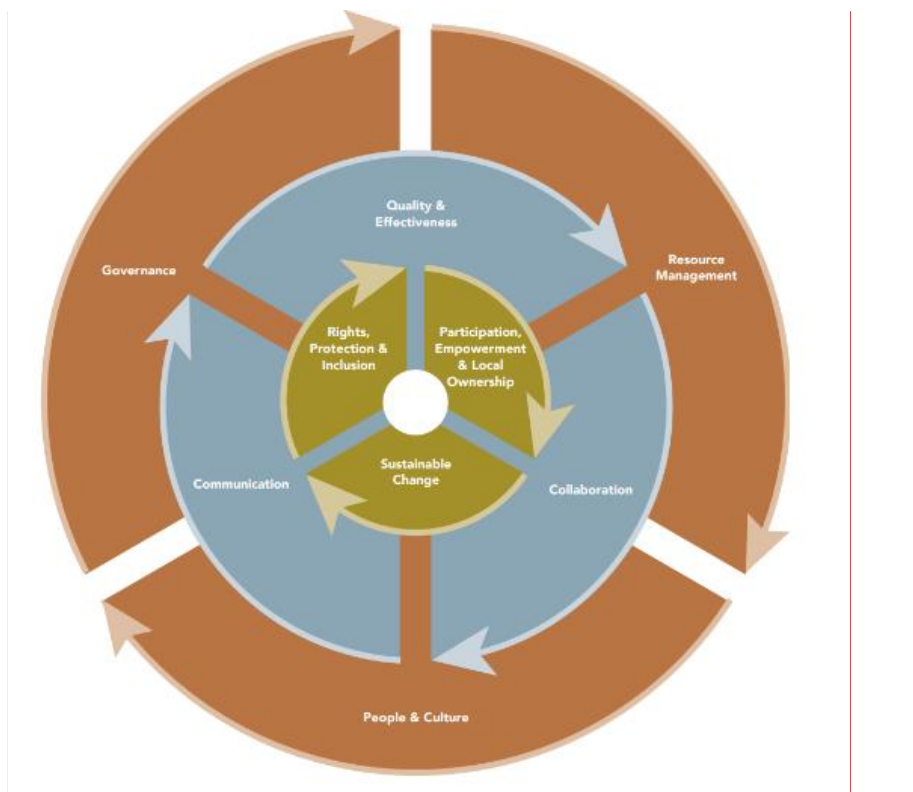 Quality &
Effectiveness
Governance
Resource
Management
Rights,
Protection &
Inclusion
Participation,
Empowerment
& Local
Ownership
Sustainable
Change
Communication
Collaboration
People & Culture